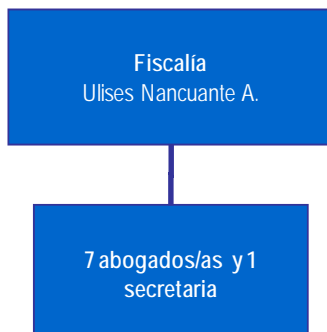 Fiscalía
Ulises Nancuante A.
7 abogados/as y 1
secretaria